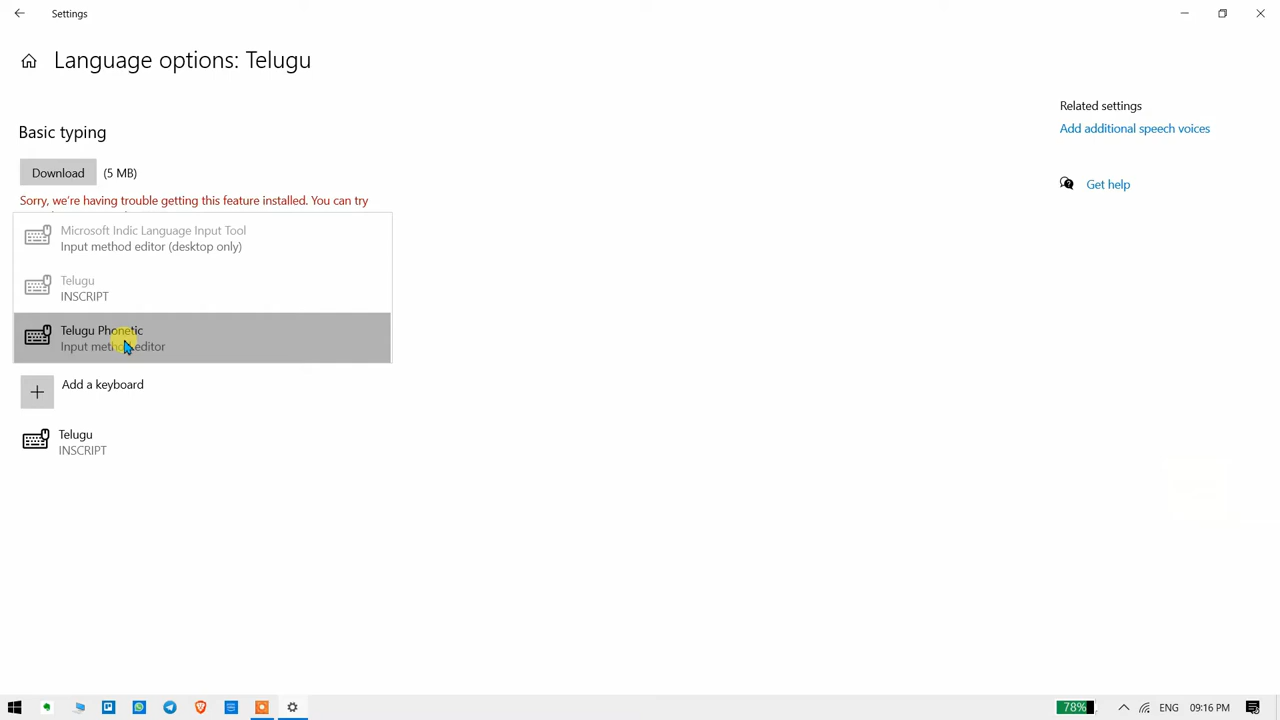 Settings
Language options: Telugu
Basic typing
Download (5 MB)
Sorry, we're having trouble getting this feature installed. You can try
Microsoft Indic Language Input Tool
Input method editor (desktop only)
Telugu
INSCRIPT
Telugu Phonetic
Input method editor
Add a keyboard
Telugu
INSCRIPT
Related settings
Add additional speech voices
Get help
78%
ENG
09:16 PM